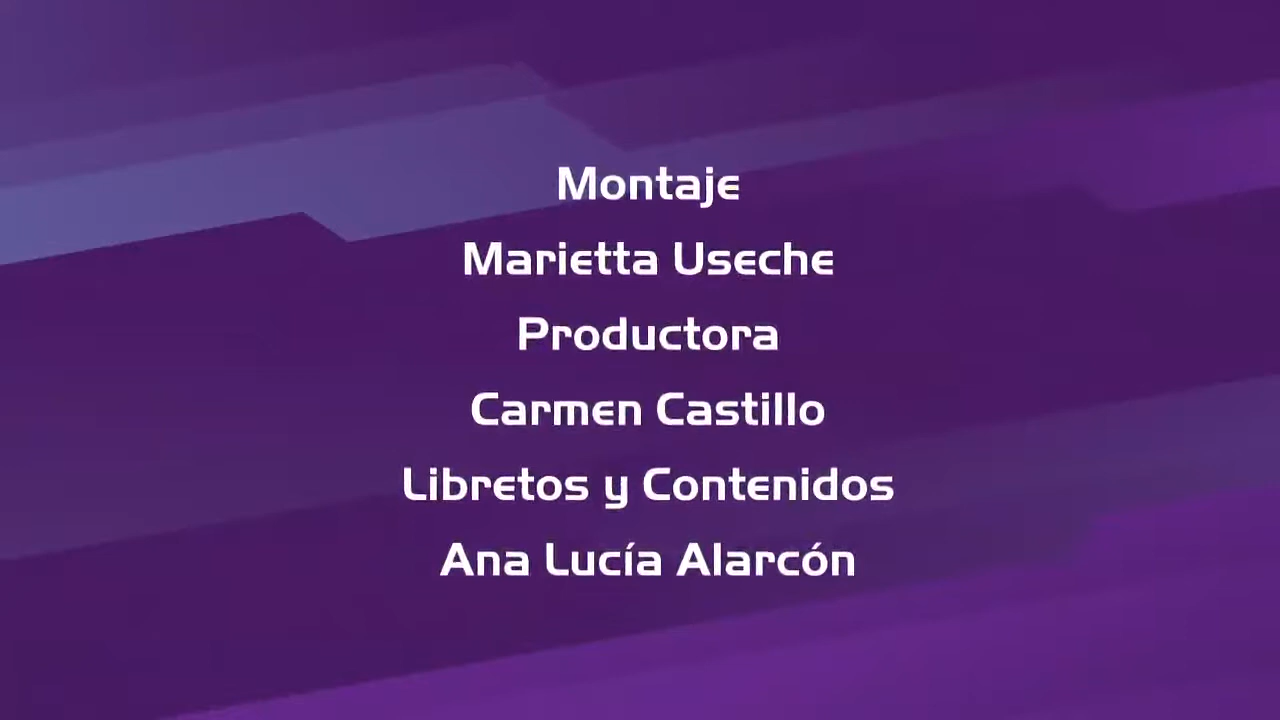 Montaje
Marietta Useche
Productora
Carmen Castillo
Libretos y Contenidos
Ana Lucía Alarcón